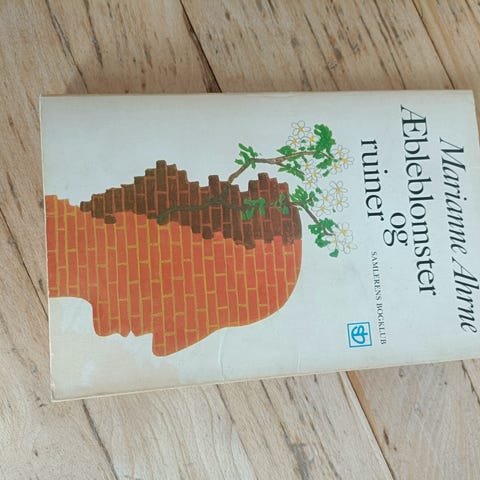 Marianne Ahrne
Æbleblomster
og
ruiner
SAMLERENS BOGKLUB